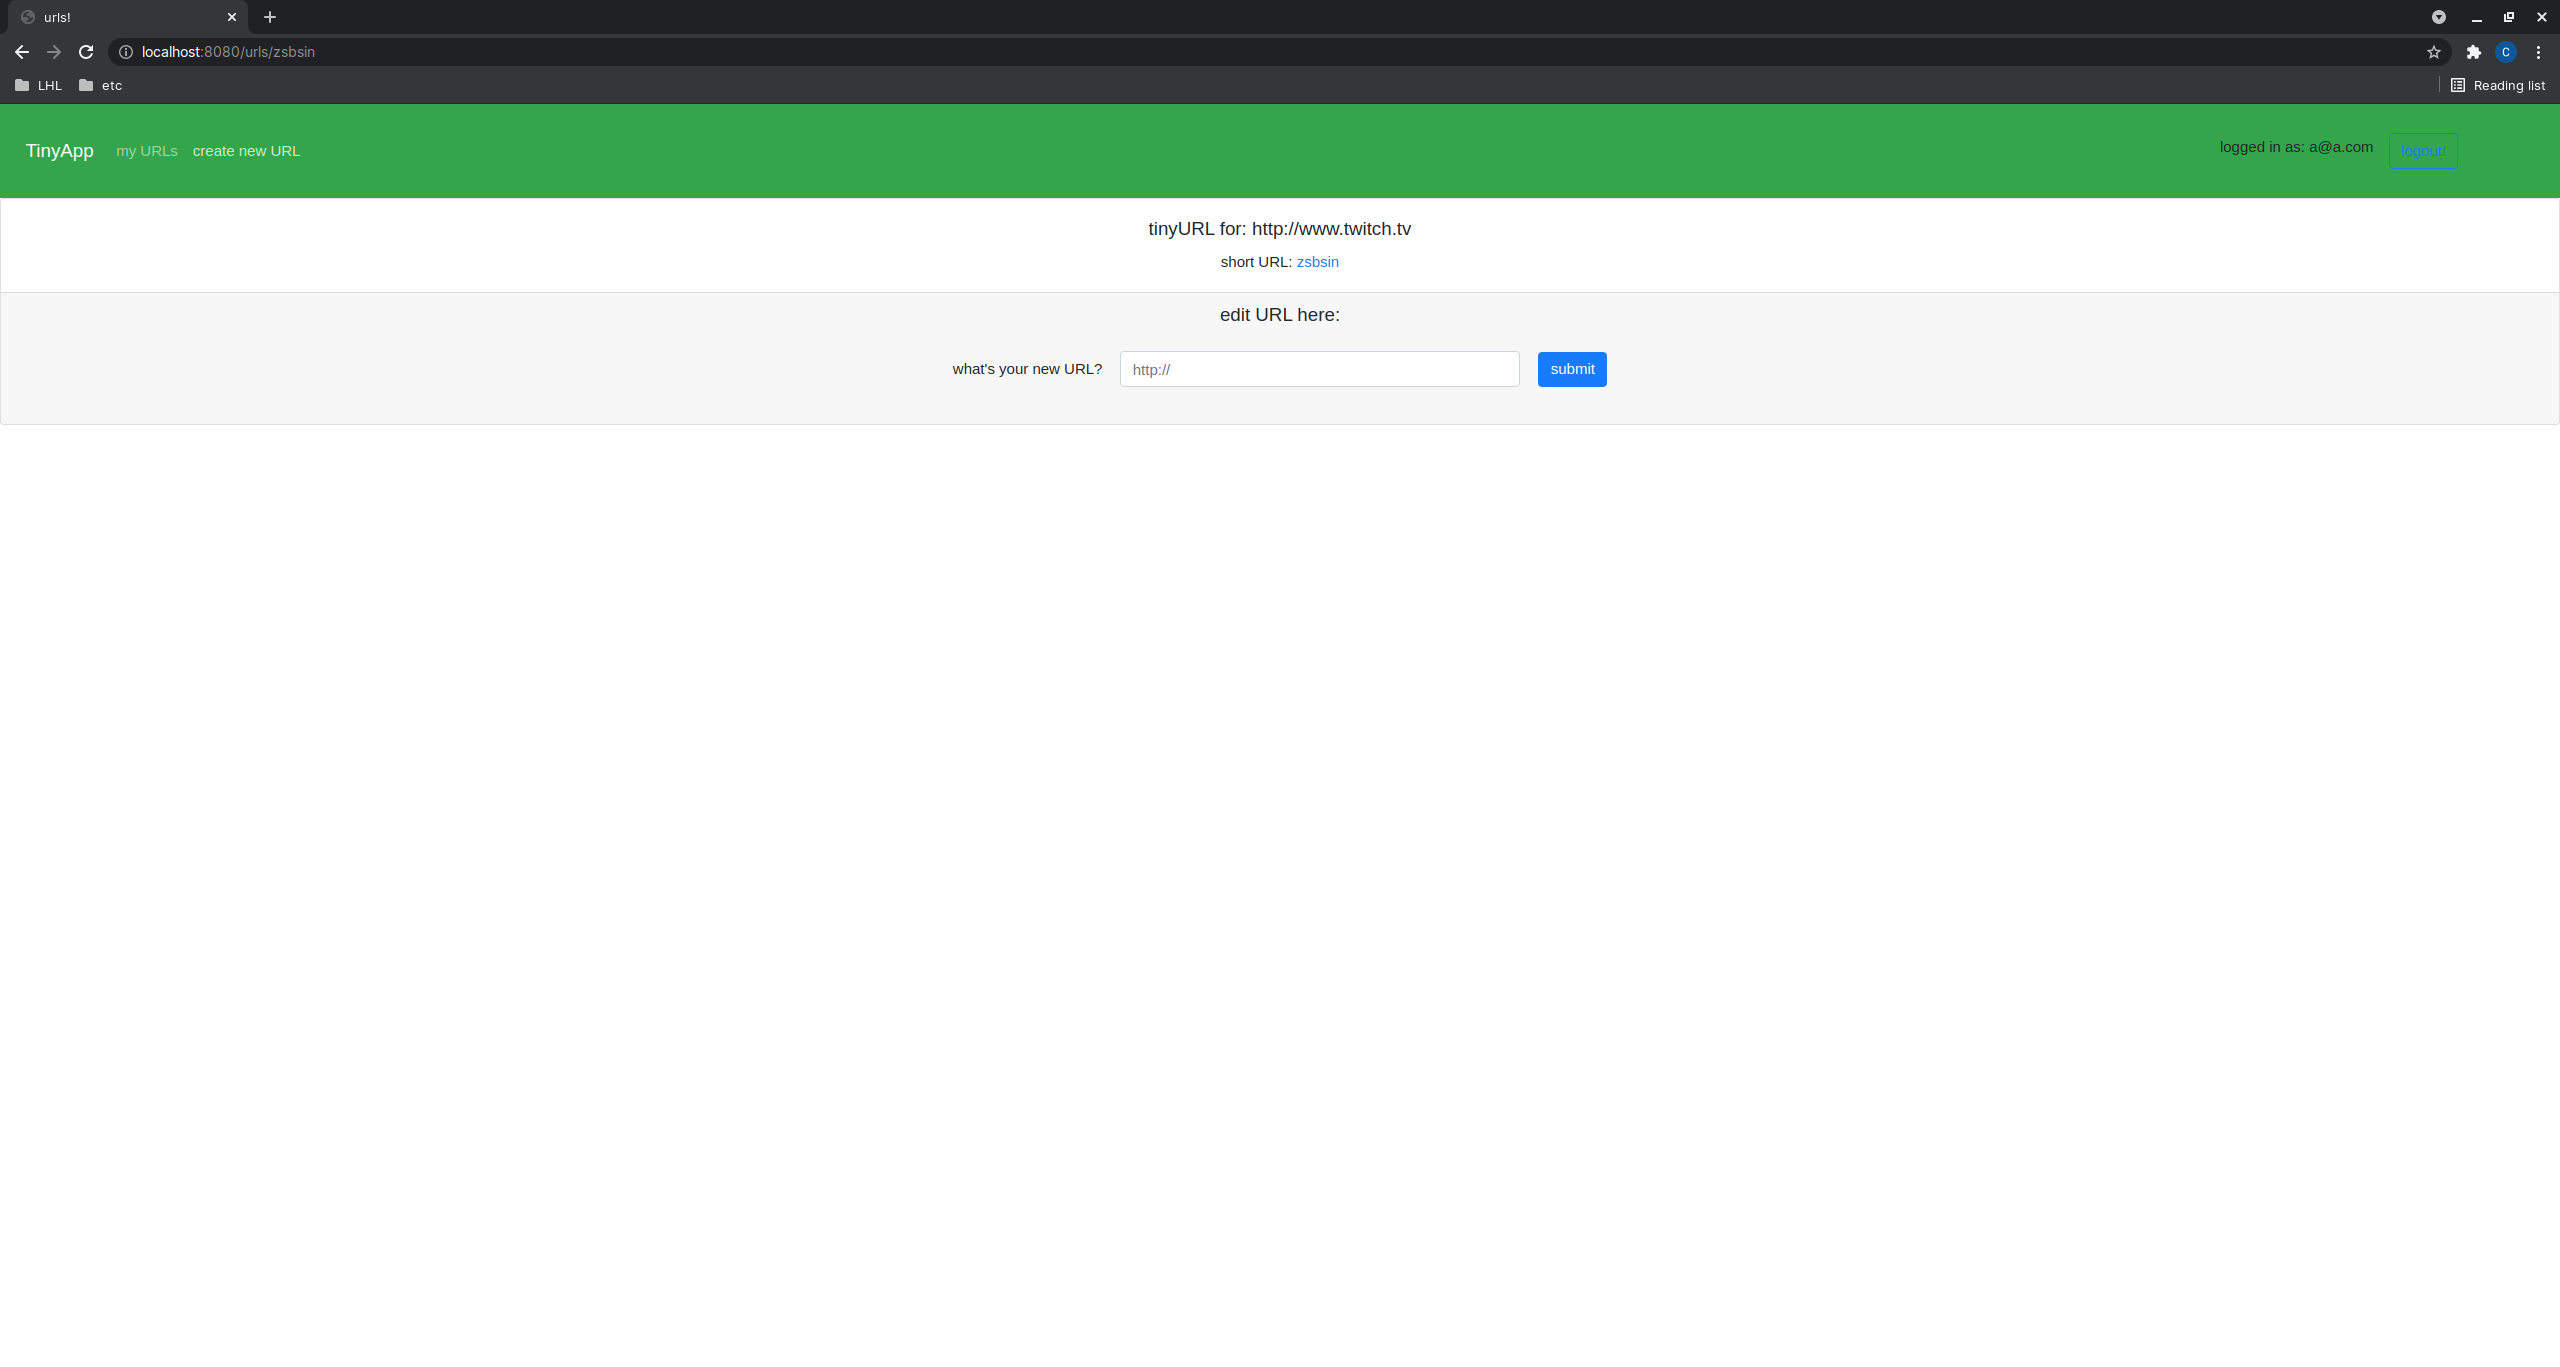 urls!
localhost:8080/urls/zsbsin
C
LHL
etc
Reading list
TinyApp
my URLs
create new URL
logged in as: a@a.com
logout!
tinyURL for: http://www.twitch.tv
short URL: zsbsin
edit URL here:
what's your new URL?
http://
submit